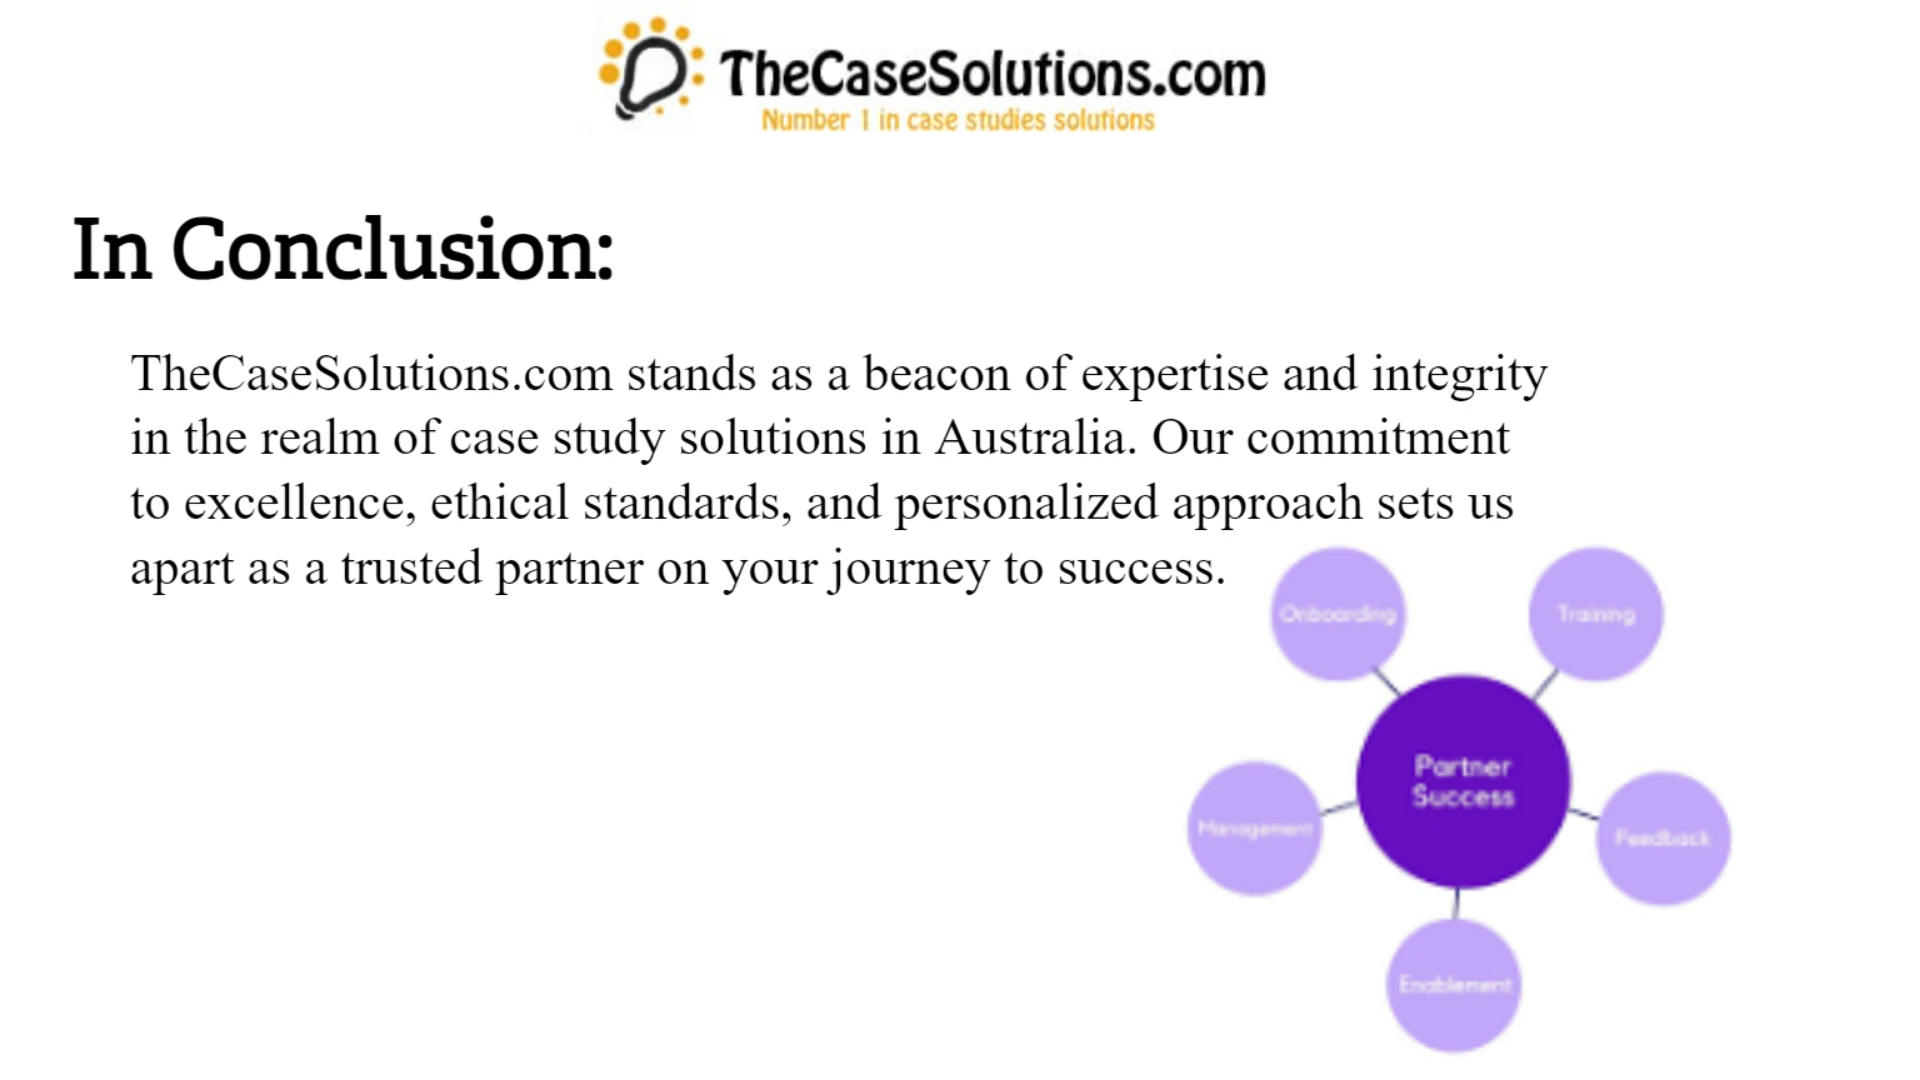 TheCaseSolutions.com
Number 1 in case studies solutions
In Conclusion:
TheCaseSolutions.com stands as a beacon of expertise and integrity
in the realm of case study solutions in Australia. Our commitment
to excellence, ethical standards, and personalized approach sets us
apart as a trusted partner on your journey to success.
Onboarding
Training
Partner
Success
Management
Feedback
Enablement